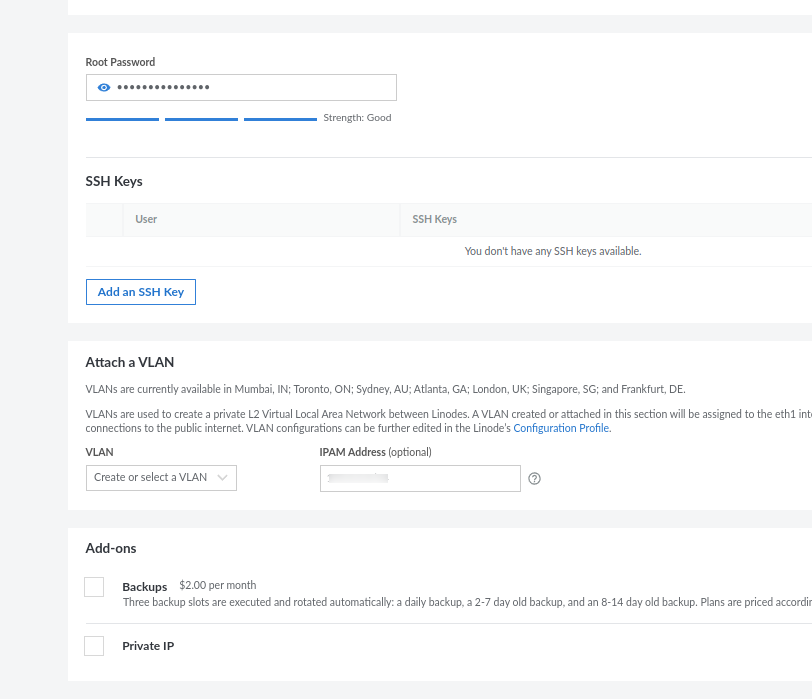 Root Password
•••••••••••••••
Strength: Good
SSH Keys
User SSH Keys
You don't have any SSH keys available.
Add an SSH Key
Attach a VLAN
VLANs are currently available in Mumbai, IN; Toronto, ON; Sydney, AU; Atlanta, GA; London, UK; Singapore, SG; and Frankfurt, DE.
VLANs are used to create a private L2 Virtual Local Area Network between Linodes. A VLAN created or attached in this section will be assigned to the eth1
connections to the public internet. VLAN configurations can be further edited in the Linode's Configuration Profile.
VLAN IPAM Address (optional)
Create or select a VLAN
Add-ons
Backups $2.00 per month
Three backup slots are executed and rotated automatically: a daily backup, a 2-7 day old backup, and an 8-14 day old backup. Plans are priced
Private IP